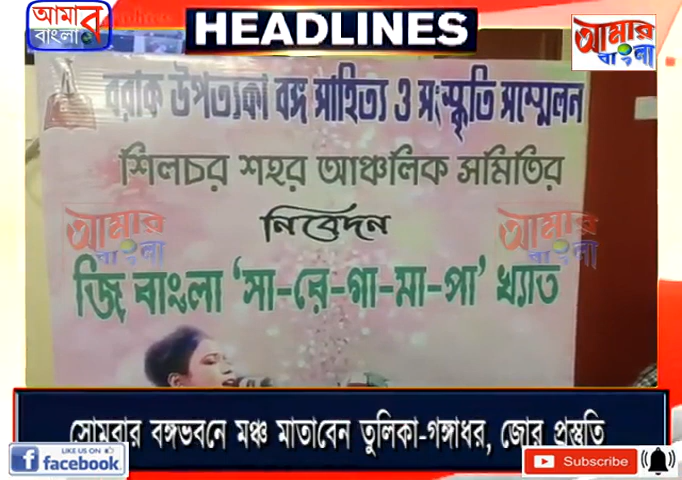 আমার বাংলা
HEADLINES
আমার বাংলা
বরাক উপত্যকা বঙ্গ সাহিত্য ও সংস্কৃতি সম্মেলন
শিলচর শহর আঞ্চলিক সমিতির
নিবেদন
আমার বাংলা
আমার বাংলা
জি বাংলা ‘সা-রে-গা-মা-পা’ খ্যাত
সোমবার বঙ্গভবনে মঞ্চ মাতাবেন তুলিকা-গঙ্গাধর, জোর প্রস্তুতি
LIKE US ON
facebook
Subscribe